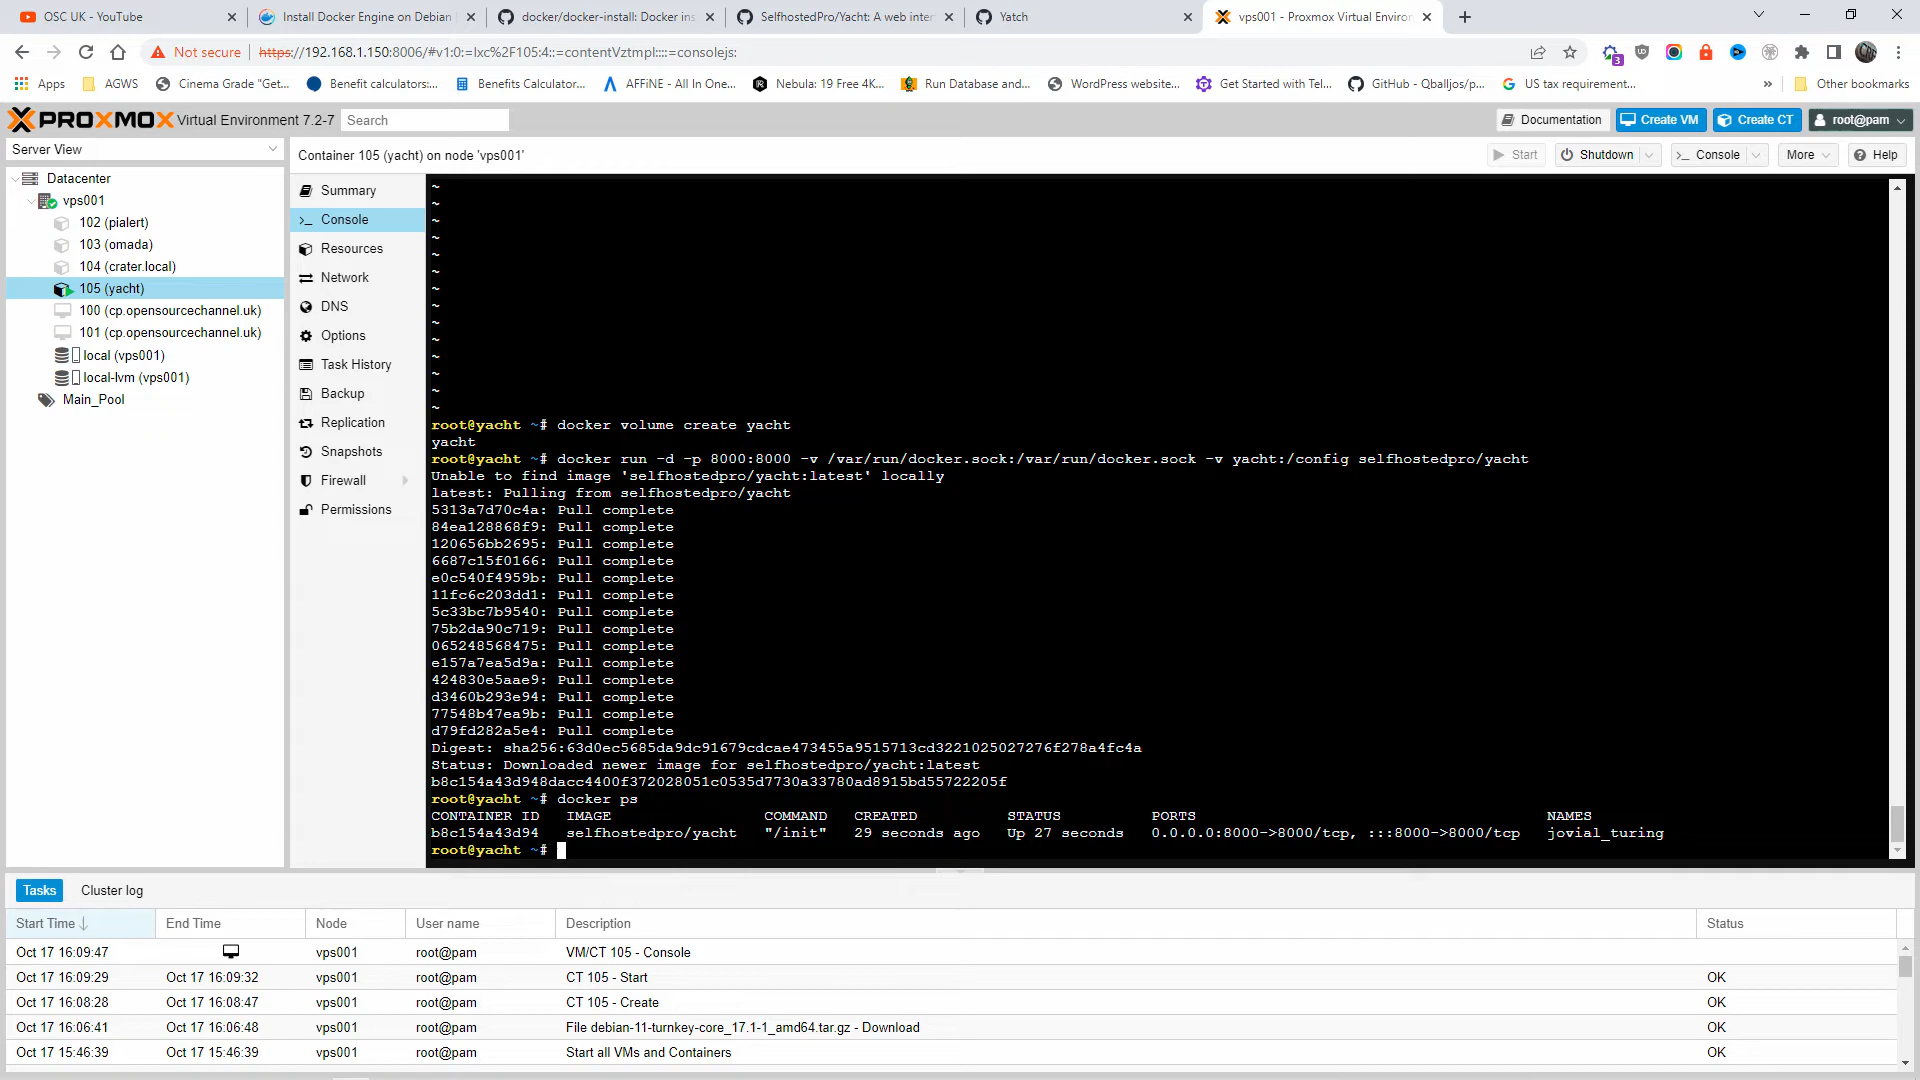 OSC UK - YouTube
Install Docker Engine on Debian
docker/docker-install: Docker ins
SelfhostedPro/Yacht: A web inter
Yatch
vps001 - Proxmox Virtual Environ
Not secure
https://192.168.1.150:8006/#v1:0:=lxc%2F105:4::=contentVztmpl::::=consolejs:
3
Apps
AGWS
Cinema Grade "Get...
Benefit calculators:...
Benefits Calculator...
AFFiNE - All In One...
Nebula: 19 Free 4K...
Run Database and...
WordPress website...
Get Started with Tel...
GitHub - Qballjos/p...
US tax requirement...
»
Other bookmarks
PROXMOX Virtual Environment 7.2-7
Search
Documentation
Create VM
Create CT
root@pam
Server View
Container 105 (yacht) on node 'vps001'
Start
Shutdown
Console
More
Help
Datacenter
vps001
102 (pialert)
103 (omada)
104 (crater.local)
105 (yacht)
100 (cp.opensourcechannel.uk)
101 (cp.opensourcechannel.uk)
local (vps001)
local-lvm (vps001)
Main_Pool
Summary
Console
Resources
Network
DNS
Options
Task History
Backup
Replication
Snapshots
Firewall
Permissions
~
~
~
~
~
~
~
~
~
~
~
~
~
~
root@yacht ~# docker volume create yacht
yacht
root@yacht ~# docker run -d -p 8000:8000 -v /var/run/docker.sock:/var/run/docker.sock -v yacht:/config selfhostedpro/yacht
Unable to find image 'selfhostedpro/yacht:latest' locally
latest: Pulling from selfhostedpro/yacht
5313a7d70c4a: Pull complete
84ea128868f9: Pull complete
120656bb2695: Pull complete
6687c15f0166: Pull complete
e0c540f4959b: Pull complete
11fc6c203dd1: Pull complete
5c33bc7b9540: Pull complete
75b2da90c719: Pull complete
065248568475: Pull complete
e157a7ea5d9a: Pull complete
424830e5aae9: Pull complete
d3460b293e94: Pull complete
77548b47ea9b: Pull complete
d79fd282a5e4: Pull complete
Digest: sha256:63d0ec5685da9dc91679cdcae473455a9515713cd3221025027276f278a4fc4a
Status: Downloaded newer image for selfhostedpro/yacht:latest
b8c154a43d948dacc4400f372028051c0535d7730a33780ad8915bd55722205f
root@yacht ~# docker ps
CONTAINER ID IMAGE COMMAND CREATED STATUS PORTS NAMES
b8c154a43d94 selfhostedpro/yacht "/init" 29 seconds ago Up 27 seconds 0.0.0.0:8000->8000/tcp, :::8000->8000/tcp jovial_turing
root@yacht ~#
Tasks
Cluster log
Start Time End Time Node User name Description Status
Oct 17 16:09:47 vps001 root@pam VM/CT 105 - Console
Oct 17 16:09:29 Oct 17 16:09:32 vps001 root@pam CT 105 - Start OK
Oct 17 16:08:28 Oct 17 16:08:47 vps001 root@pam CT 105 - Create OK
Oct 17 16:06:41 Oct 17 16:06:48 vps001 root@pam File debian-11-turnkey-core_17.1-1_amd64.tar.gz - Download OK
Oct 17 15:46:39 Oct 17 15:46:39 vps001 root@pam Start all VMs and Containers OK